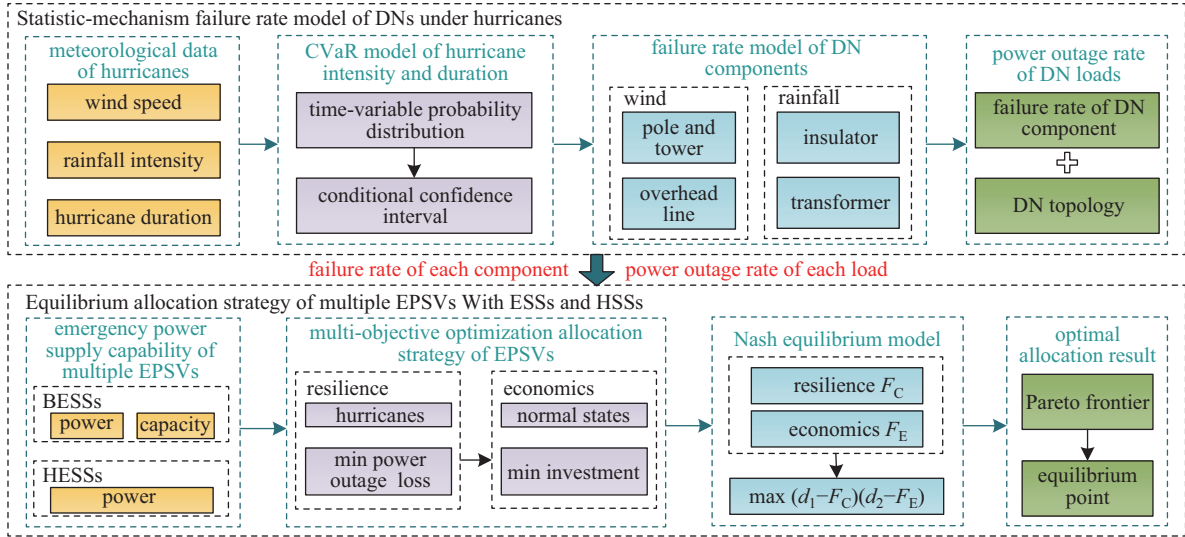 Statistic-mechanism failure rate model of DNs under hurricanes
meteorological data
of hurricanes
wind speed
rainfall intensity
hurricane duration
CVaR model of hurricane
intensity and duration
time-variable probability
distribution
conditional confidence
interval
failure rate model of DN
components
wind
pole and
tower
overhead
line
rainfall
insulator
transformer
power outage rate
of DN loads
failure rate of DN
component
DN topology
failure rate of each component
power outage rate of each load
Equilibrium allocation strategy of multiple EPSVs With ESSs and HSSs
emergency power
supply capability of
multiple EPSVs
BESSs
power
capacity
HESSs
power
multi-objective optimization allocation
strategy of EPSVs
resilience
hurricanes
min power
outage loss
economics
normal states
min investment
Nash equilibrium model
resilience F_C
economics F_E
max (d_1−F_C)(d_2−F_E)
optimal
allocation result
Pareto frontier
equilibrium
point